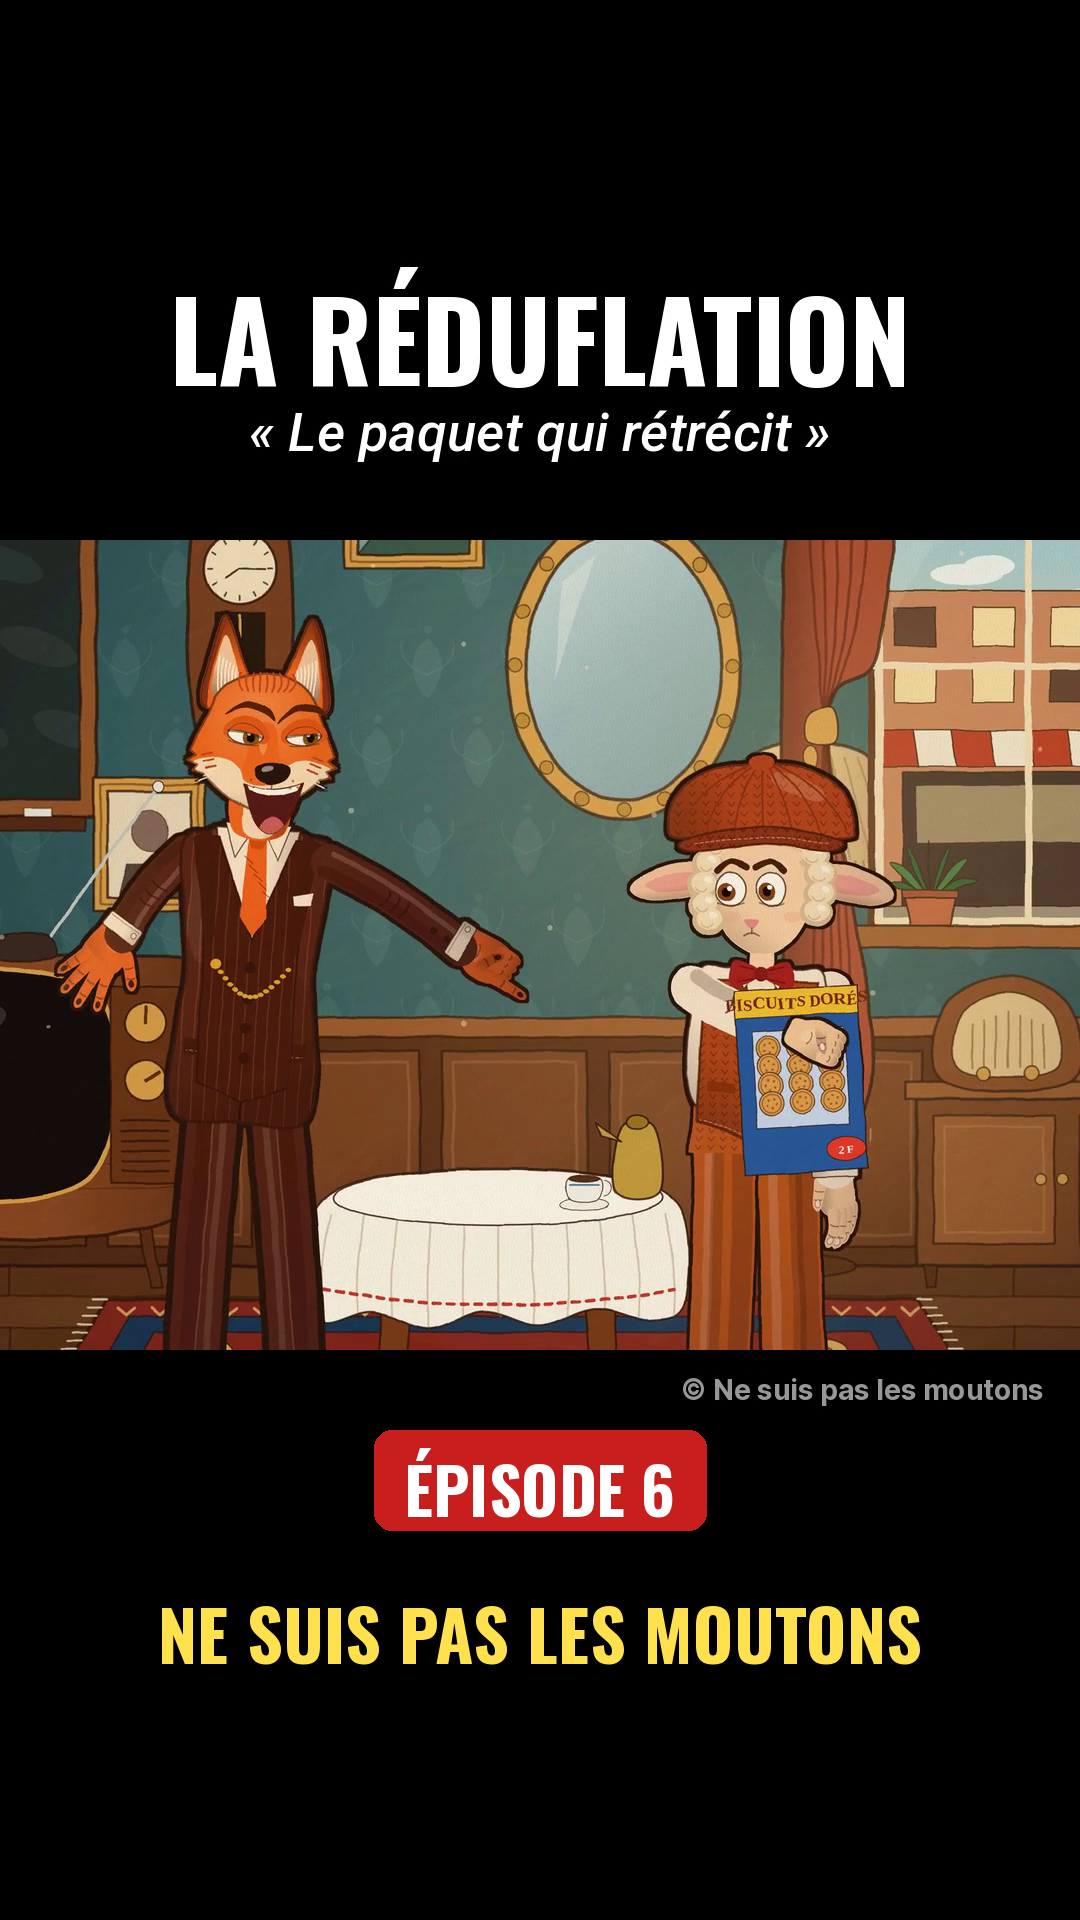 LA RÉDUFLATION
« Le paquet qui rétrécit »
BISCUITS DORÉS
2 F
© Ne suis pas les moutons
ÉPISODE 6
NE SUIS PAS LES MOUTONS